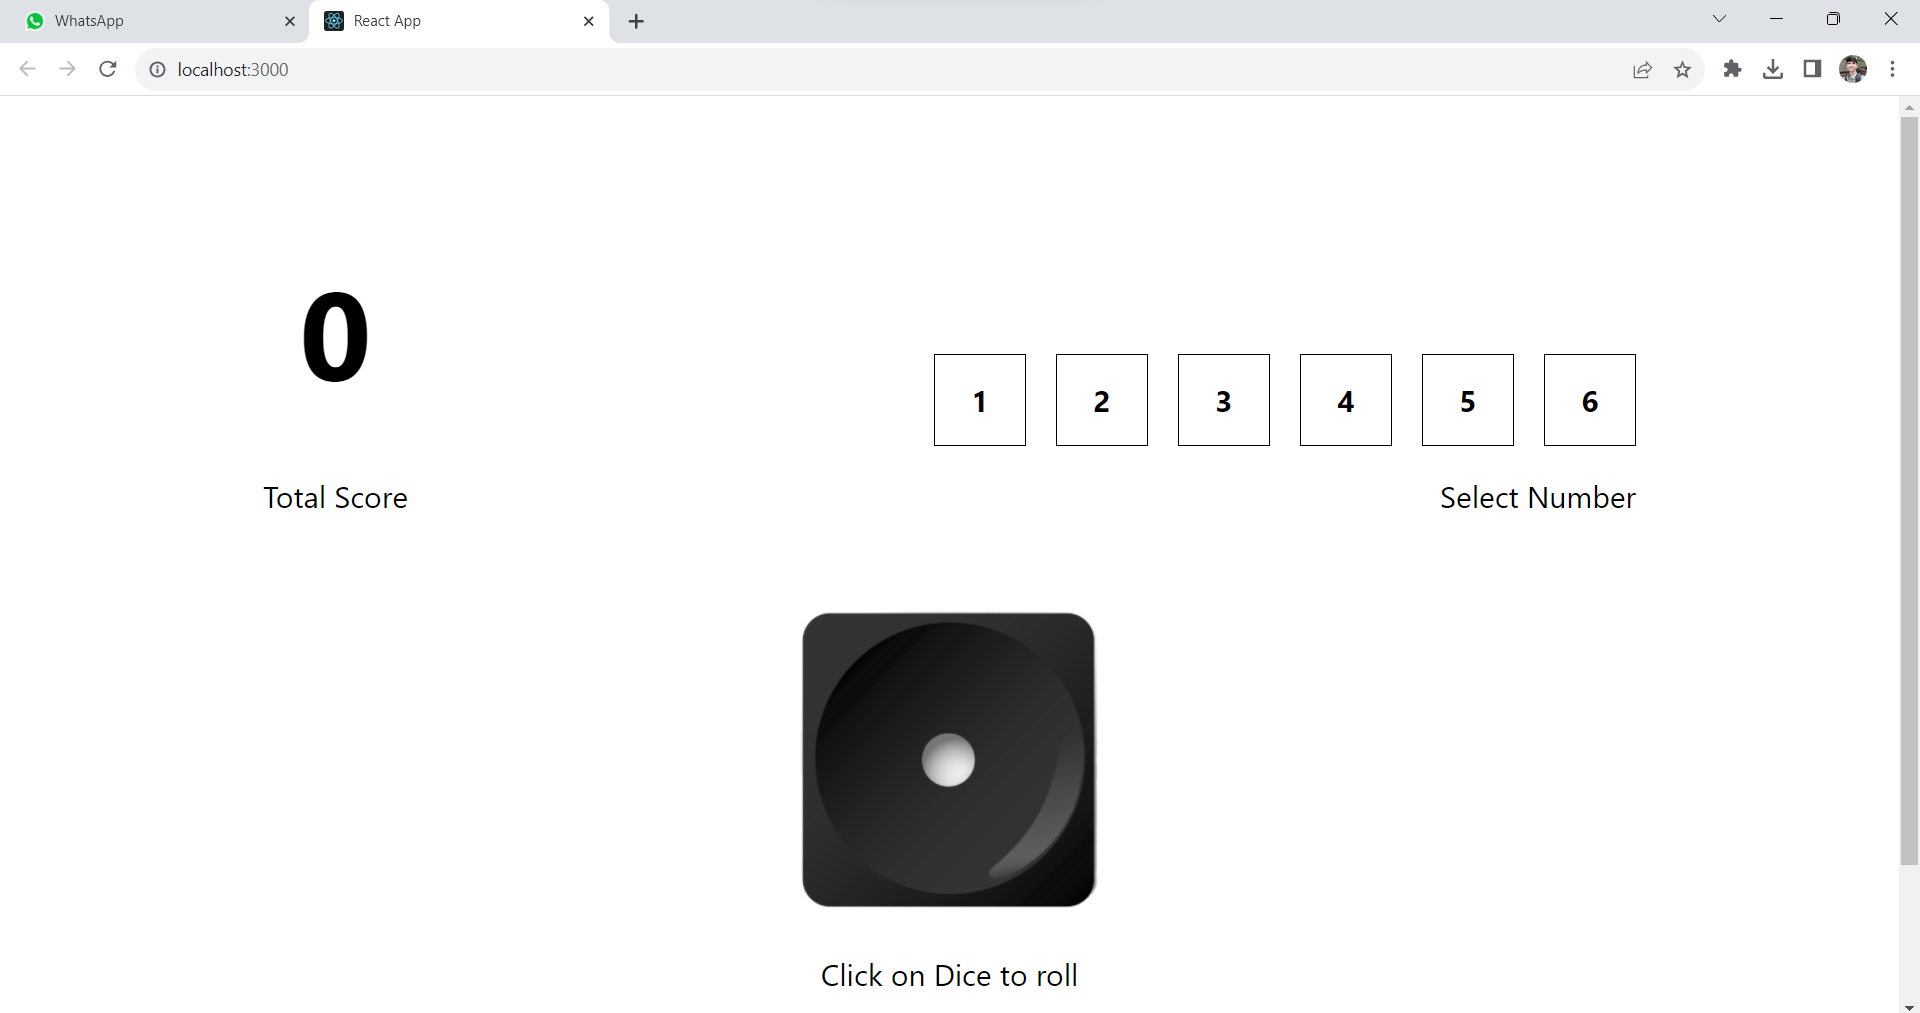 WhatsApp
React App
localhost:3000
0
Total Score
1 2 3 4 5 6
Select Number
Click on Dice to roll